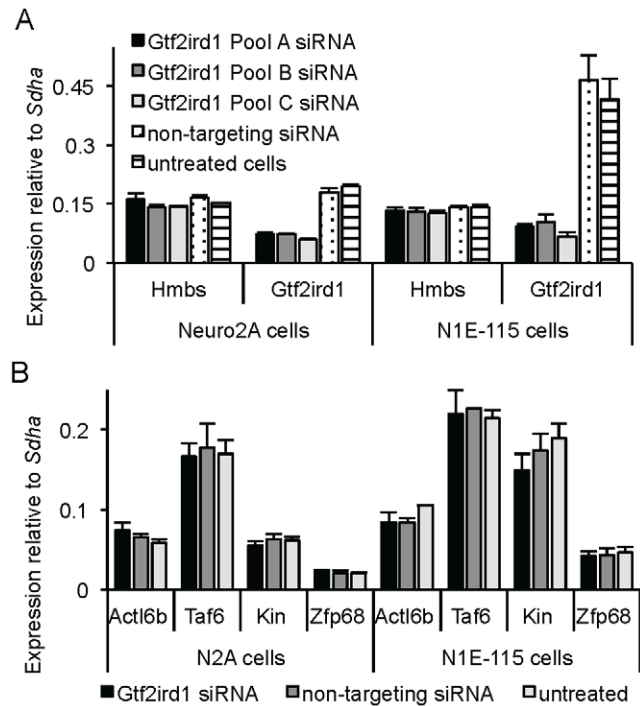 A
Gtf2ird1 Pool A siRNA
Gtf2ird1 Pool B siRNA
Gtf2ird1 Pool C siRNA
non-targeting siRNA
untreated cells
Expression relative to Sdha
0.45
0.3
0.15
0
Hmbs Gtf2ird1 Hmbs Gtf2ird1
Neuro2A cells N1E-115 cells
B
Expression relative to Sdha
0.2
0.1
0
Actl6b Taf6 Kin Zfp68 Actl6b Taf6 Kin Zfp68
N2A cells N1E-115 cells
Gtf2ird1 siRNA non-targeting siRNA untreated